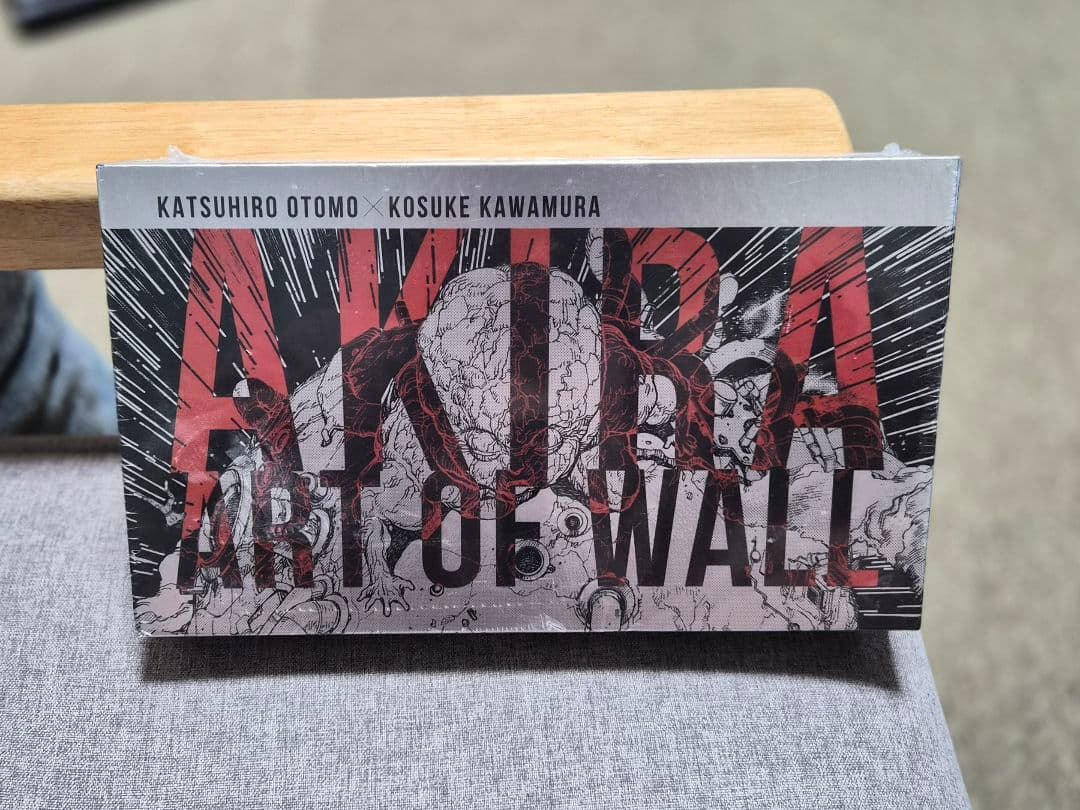 KATSUHIRO OTOMO×KOSUKE KAWAMURA
AKIRA
ART OF WALL